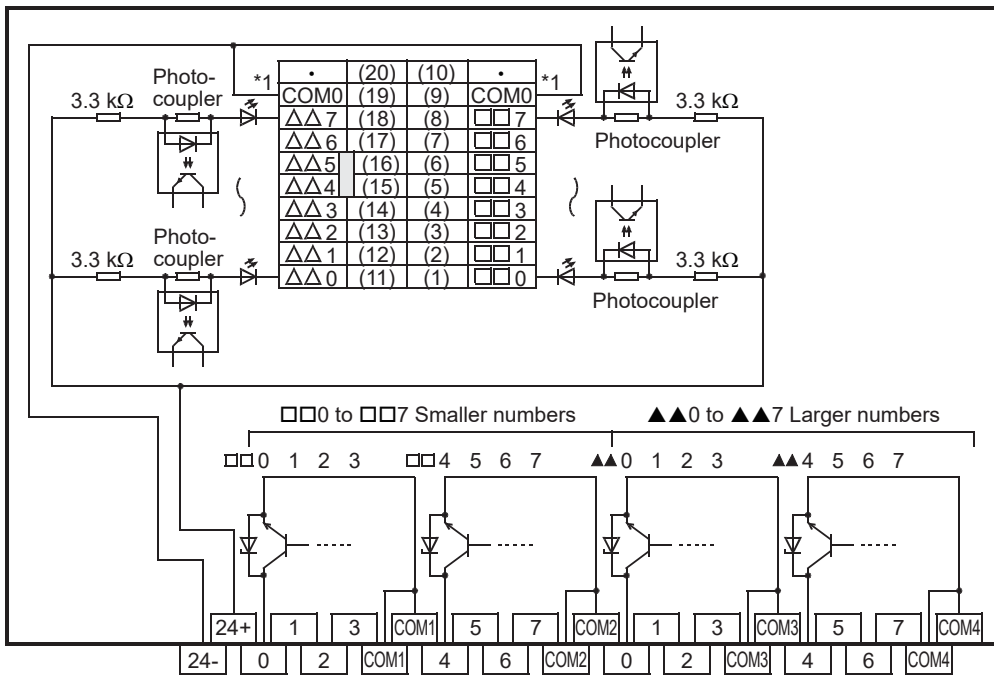 Photo-
coupler
3.3 kΩ
*1
• (20) (10) •
COM0 (19) (9) COM0
△△7 (18) (8) □□7
△△6 (17) (7) □□6
△△5 (16) (6) □□5
△△4 (15) (5) □□4
△△3 (14) (4) □□3
△△2 (13) (3) □□2
△△1 (12) (2) □□1
△△0 (11) (1) □□0
*1
3.3 kΩ
Photocoupler
Photo-
coupler
3.3 kΩ
3.3 kΩ
Photocoupler
□□0 to □□7 Smaller numbers ▲▲0 to ▲▲7 Larger numbers
□□0 1 2 3 □□4 5 6 7 ▲▲0 1 2 3 ▲▲4 5 6 7
24+ 1 3 COM1 5 7 COM2 1 3 COM3 5 7 COM4
24- 0 2 COM1 4 6 COM2 0 2 COM3 4 6 COM4